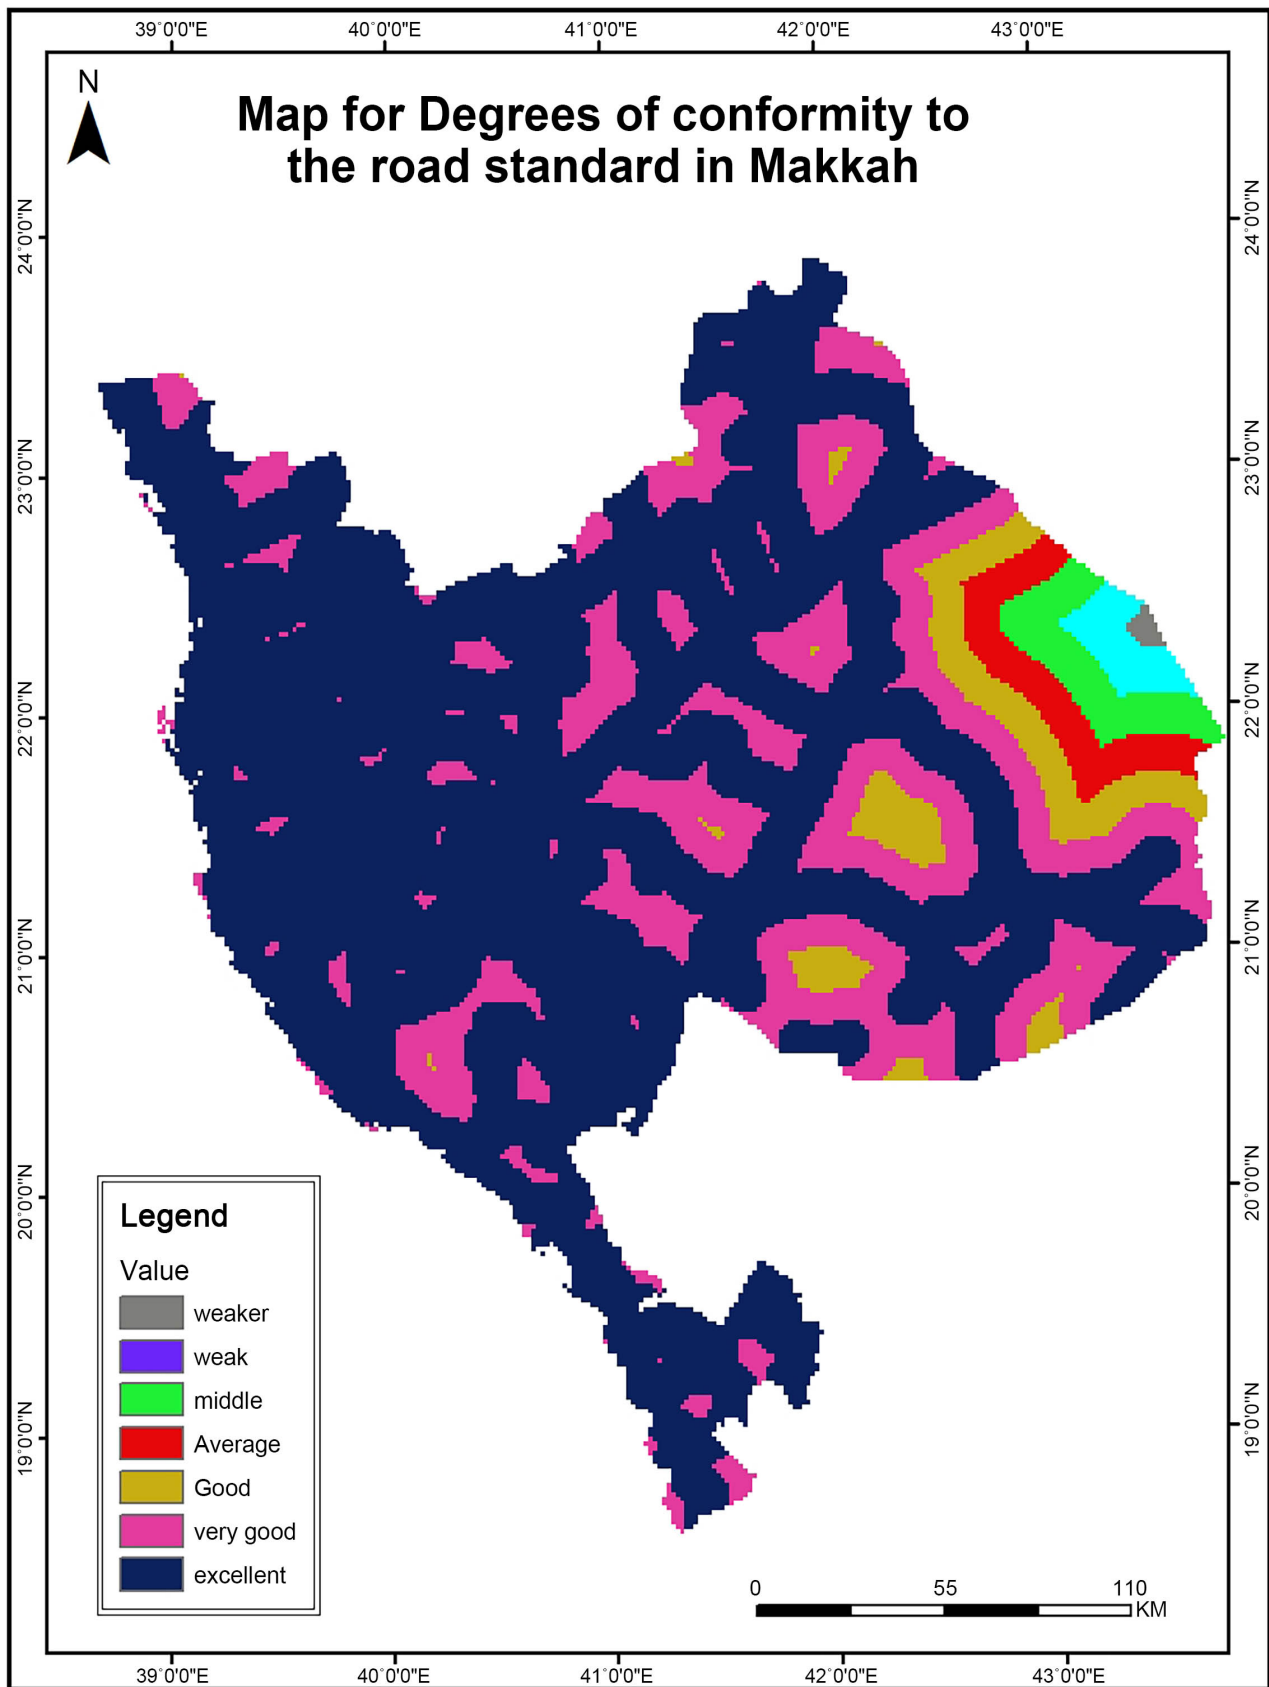 39°0'0"E 40°0'0"E 41°0'0"E 42°0'0"E 43°0'0"E
N
Map for Degrees of conformity to
the road standard in Makkah
24°0'0"N
23°0'0"N
22°0'0"N
21°0'0"N
20°0'0"N
19°0'0"N
24°0'0"N
23°0'0"N
22°0'0"N
21°0'0"N
20°0'0"N
19°0'0"N
Legend
Value
weaker
weak
middle
Average
Good
very good
excellent
0 55 110
KM
39°0'0"E 40°0'0"E 41°0'0"E 42°0'0"E 43°0'0"E